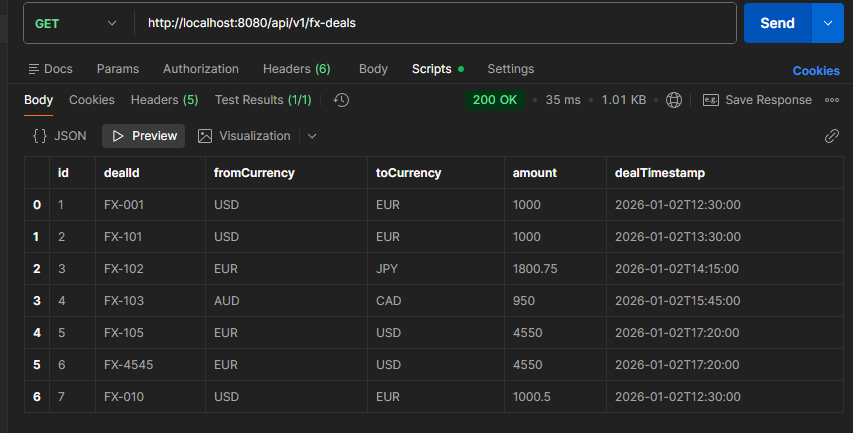 GET http://localhost:8080/api/v1/fx-deals Send
Docs Params Authorization Headers (6) Body Scripts Settings Cookies
Body Cookies Headers (5) Test Results (1/1) 200 OK 35 ms 1.01 KB Save Response
{} JSON Preview Visualization
id dealId fromCurrency toCurrency amount dealTimestamp
0 1 FX-001 USD EUR 1000 2026-01-02T12:30:00
1 2 FX-101 USD EUR 1000 2026-01-02T13:30:00
2 3 FX-102 EUR JPY 1800.75 2026-01-02T14:15:00
3 4 FX-103 AUD CAD 950 2026-01-02T15:45:00
4 5 FX-105 EUR USD 4550 2026-01-02T17:20:00
5 6 FX-4545 EUR USD 4550 2026-01-02T17:20:00
6 7 FX-010 USD EUR 1000.5 2026-01-02T12:30:00